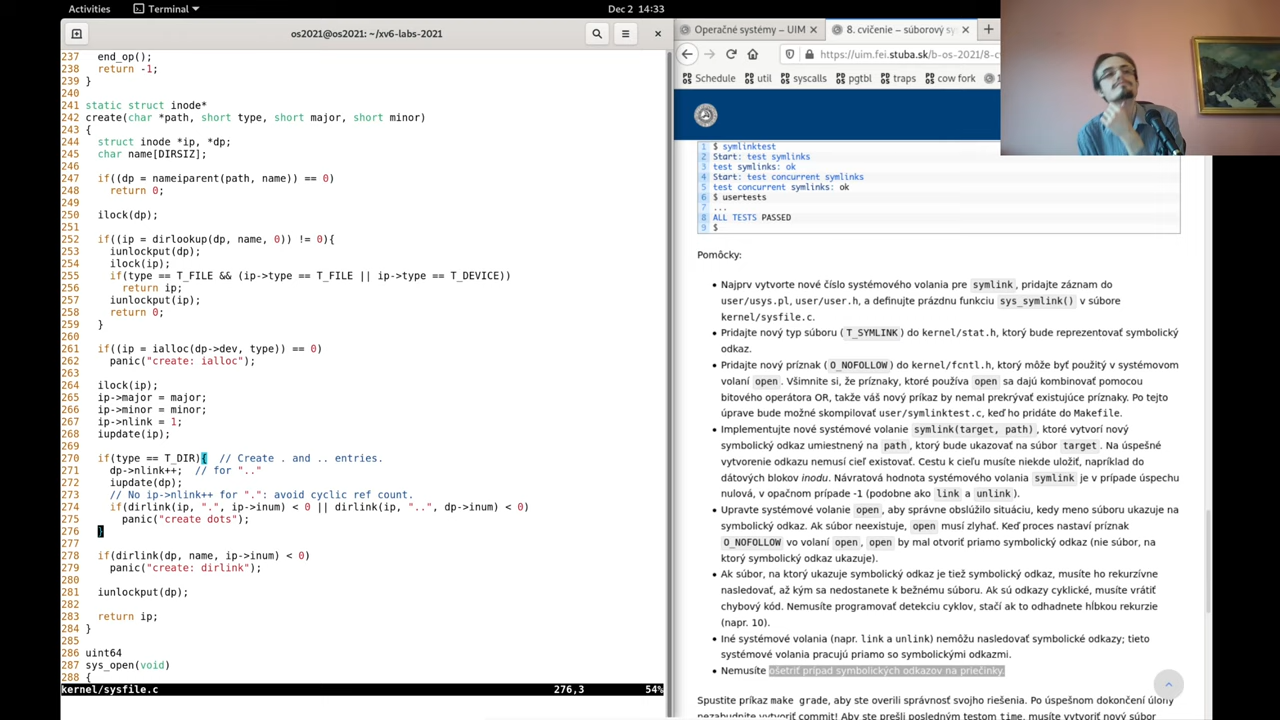 Activities
Terminal
Dec 2 14:33
os2021@os2021: ~/xv6-labs-2021
237 end_op();
238 return -1;
239 }
240
241 static struct inode*
242 create(char *path, short type, short major, short minor)
243 {
244 struct inode *ip, *dp;
245 char name[DIRSIZ];
246
247 if((dp = nameiparent(path, name)) == 0)
248 return 0;
249
250 ilock(dp);
251
252 if((ip = dirlookup(dp, name, 0)) != 0){
253 iunlockput(dp);
254 ilock(ip);
255 if(type == T_FILE && (ip->type == T_FILE || ip->type == T_DEVICE))
256 return ip;
257 iunlockput(ip);
258 return 0;
259 }
260
261 if((ip = ialloc(dp->dev, type)) == 0)
262 panic("create: ialloc");
263
264 ilock(ip);
265 ip->major = major;
266 ip->minor = minor;
267 ip->nlink = 1;
268 iupdate(ip);
269
270 if(type == T_DIR){ // Create . and .. entries.
271 dp->nlink++; // for ".."
272 iupdate(dp);
273 // No ip->nlink++ for ".": avoid cyclic ref count.
274 if(dirlink(ip, ".", ip->inum) < 0 || dirlink(ip, "..", dp->inum) < 0)
275 panic("create dots");
276 }
277
278 if(dirlink(dp, name, ip->inum) < 0)
279 panic("create: dirlink");
280
281 iunlockput(dp);
282
283 return ip;
284 }
285
286 uint64
287 sys_open(void)
288 {
kernel/sysfile.c 276,3 54%
Operačné systémy – UIM
8. cvičenie – súborový sy
https://uim.fei.stuba.sk/b-os-2021/8-c
Schedule util syscalls pgtbl traps cow fork
1 $ symlinktest
2 Start: test symlinks
3 test symlinks: ok
4 Start: test concurrent symlinks
5 test concurrent symlinks: ok
6 $ usertests
7 ...
8 ALL TESTS PASSED
9 $
Pomôcky:
Najprv vytvorte nové číslo systémového volania pre symlink, pridajte záznam do
user/usys.pl, user/user.h, a definujte prázdnu funkciu sys_symlink() v súbore
kernel/sysfile.c.
Pridajte nový typ súboru (T_SYMLINK) do kernel/stat.h, ktorý bude reprezentovať symbolický
odkaz.
Pridajte nový príznak (O_NOFOLLOW) do kernel/fcntl.h, ktorý môže byť použitý v systémovom
volaní open. Všimnite si, že príznaky, ktoré používa open sa dajú kombinovať pomocou
bitového operátora OR, takže váš nový príkaz by nemal prekrývať existujúce príznaky. Po tejto
úprave bude možné skompilovať user/symlinktest.c, keď ho pridáte do Makefile.
Implementujte nové systémové volanie symlink(target, path), ktoré vytvorí nový
symbolický odkaz umiestnený na path, ktorý bude ukazovať na súbor target. Na úspešné
vytvorenie odkazu nemusí cieľ existovať. Cestu k cieľu musíte niekde uložiť, napríklad do
dátových blokov inodu. Návratová hodnota systémového volania symlink je v prípade úspechu
nulová, v opačnom prípade -1 (podobne ako link a unlink).
Upravte systémové volanie open, aby správne obslúžilo situáciu, kedy meno súboru ukazuje na
symbolický odkaz. Ak súbor neexistuje, open musí zlyhať. Keď proces nastaví príznak
O_NOFOLLOW vo volaní open, open by mal otvoriť priamo symbolický odkaz (nie súbor, na
ktorý symbolický odkaz ukazuje).
Ak súbor, na ktorý ukazuje symbolický odkaz je tiež symbolický odkaz, musíte ho rekurzívne
nasledovať, až kým sa nedostanete k bežnému súboru. Ak sú odkazy cyklické, musíte vrátiť
chybový kód. Nemusíte programovať detekciu cyklov, stačí ak to odhadnete hĺbkou rekurzie
(napr. 10).
Iné systémové volania (napr. link a unlink) nemôžu nasledovať symbolické odkazy; tieto
systémové volania pracujú priamo so symbolickými odkazmi.
Nemusíte ošetriť prípad symbolických odkazov na priečinky.
Spustite príkaz make grade, aby ste overili správnosť svojho riešenia. Po úspešnom dokončení úlohy
nezabudnite vytvoriť commit! Aby ste prešli posledným testom time, musíte vytvoriť nový súbor